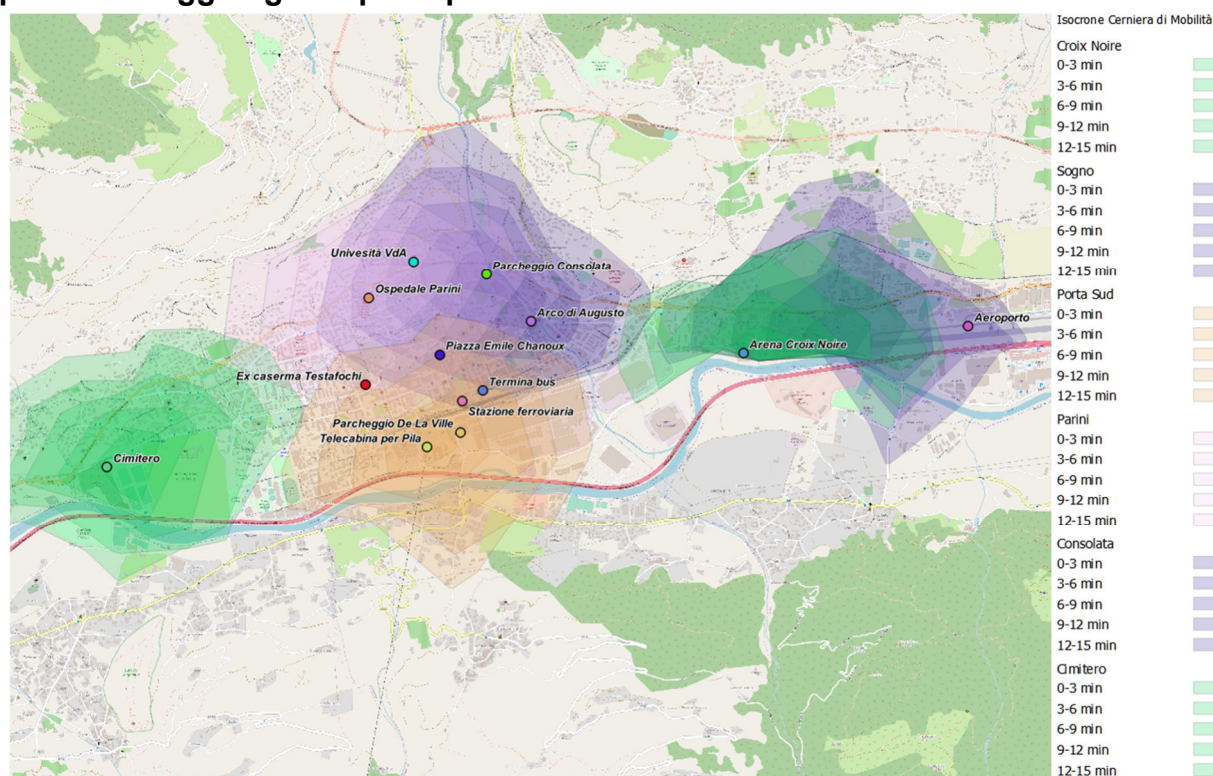 Isocrone Cerniera di Mobilità
Croix Noire
0-3 min
3-6 min
6-9 min
9-12 min
12-15 min
Sogno
0-3 min
3-6 min
6-9 min
9-12 min
12-15 min
Porta Sud
0-3 min
3-6 min
6-9 min
9-12 min
12-15 min
Parini
0-3 min
3-6 min
6-9 min
9-12 min
12-15 min
Consolata
0-3 min
3-6 min
6-9 min
9-12 min
12-15 min
Cimitero
0-3 min
3-6 min
6-9 min
9-12 min
12-15 min
Univesità VdA
Parcheggio Consolata
Ospedale Parini
Arco di Augusto
Aeroporto
Piazza Emile Chanoux
Arena Croix Noire
Ex caserma Testafochi
Termina bus
Stazione ferroviaria
Parcheggio De La Ville
Telecabina per Pila
Cimitero